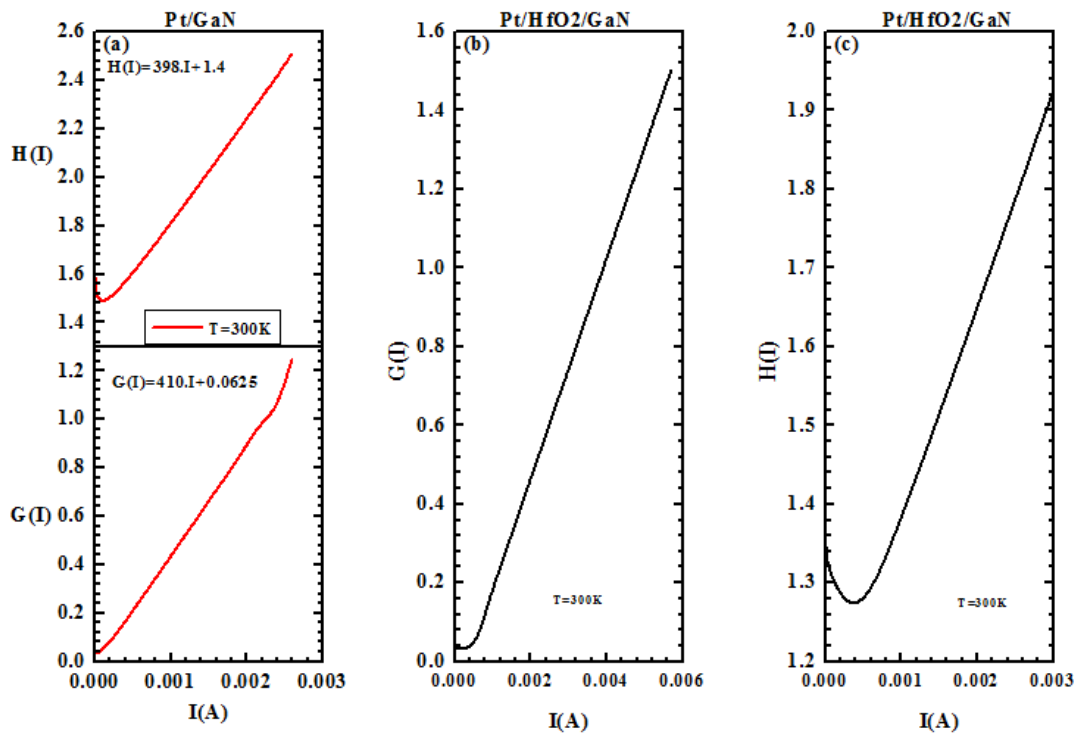 Pt/GaN
(a)
H(I)=398.I+1.4
2.6
2.4
2.2
2.0
1.8
1.6
1.4
H(I)
T=300K
G(I)=410.I+0.0625
1.2
1.0
0.8
0.6
0.4
0.2
0.0
G(I)
0.000 0.001 0.002 0.003
I(A)
Pt/HfO2/GaN
(b)
1.6
1.4
1.2
1.0
0.8
0.6
0.4
0.2
0.0
G(I)
T=300K
0.000 0.002 0.004 0.006
I(A)
Pt/HfO2/GaN
(c)
2.0
1.9
1.8
1.7
1.6
1.5
1.4
1.3
1.2
H(I)
T=300K
0.000 0.001 0.002 0.003
I(A)